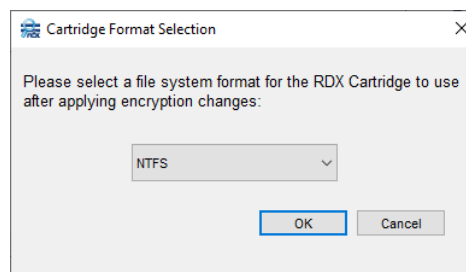 Cartridge Format Selection
Please select a file system format for the RDX Cartridge to use
after applying encryption changes:
NTFS
OK
Cancel